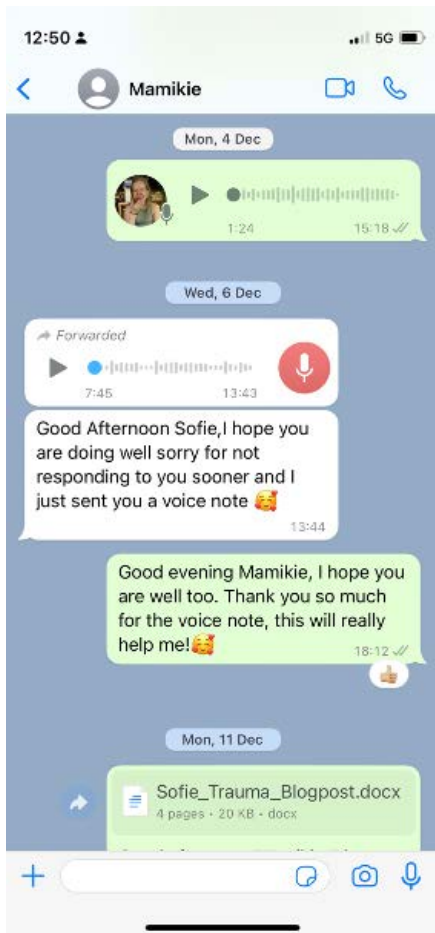 12:50
5G
Mamikie
Mon, 4 Dec
1:24
15:18
Wed, 6 Dec
Forwarded
7:45
13:43
Good Afternoon Sofie,I hope you
are doing well sorry for not
responding to you sooner and I
just sent you a voice note 🥰
13:44
Good evening Mamikie, I hope you
are well too. Thank you so much
for the voice note, this will really
help me!🥰
18:12
Mon, 11 Dec
Sofie_Trauma_Blogpost.docx
4 pages · 20 KB · docx